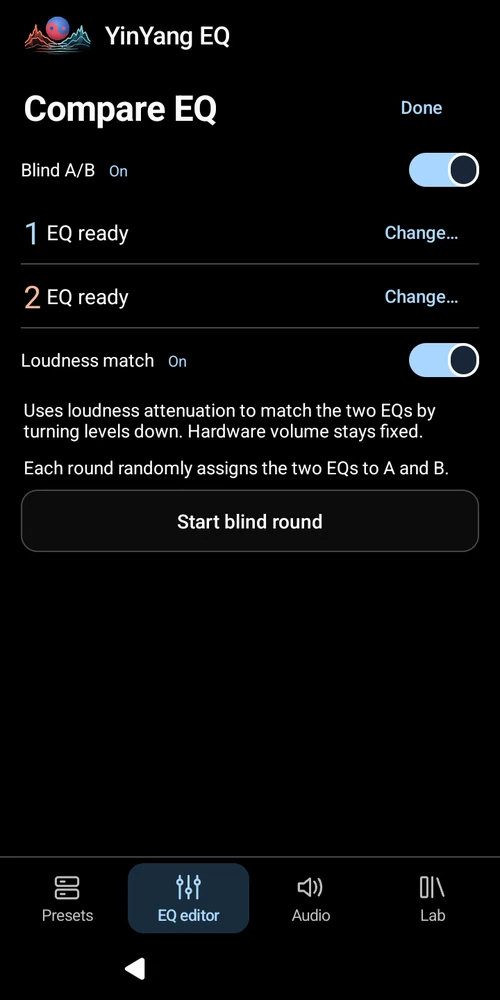 YinYang EQ
Compare EQ
Done
Blind A/B On
1 EQ ready Change...
2 EQ ready Change...
Loudness match On
Uses loudness attenuation to match the two EQs by
turning levels down. Hardware volume stays fixed.
Each round randomly assigns the two EQs to A and B.
Start blind round
Presets
EQ editor
Audio
Lab